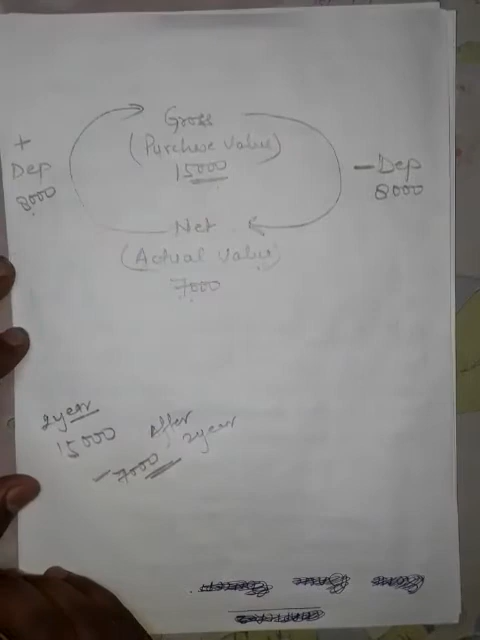 Gross
(Purchase value)
15000
+
Dep
8000
- Dep
8000
Net
(Actual value)
7000
2year
15000
After
2year
- 7000